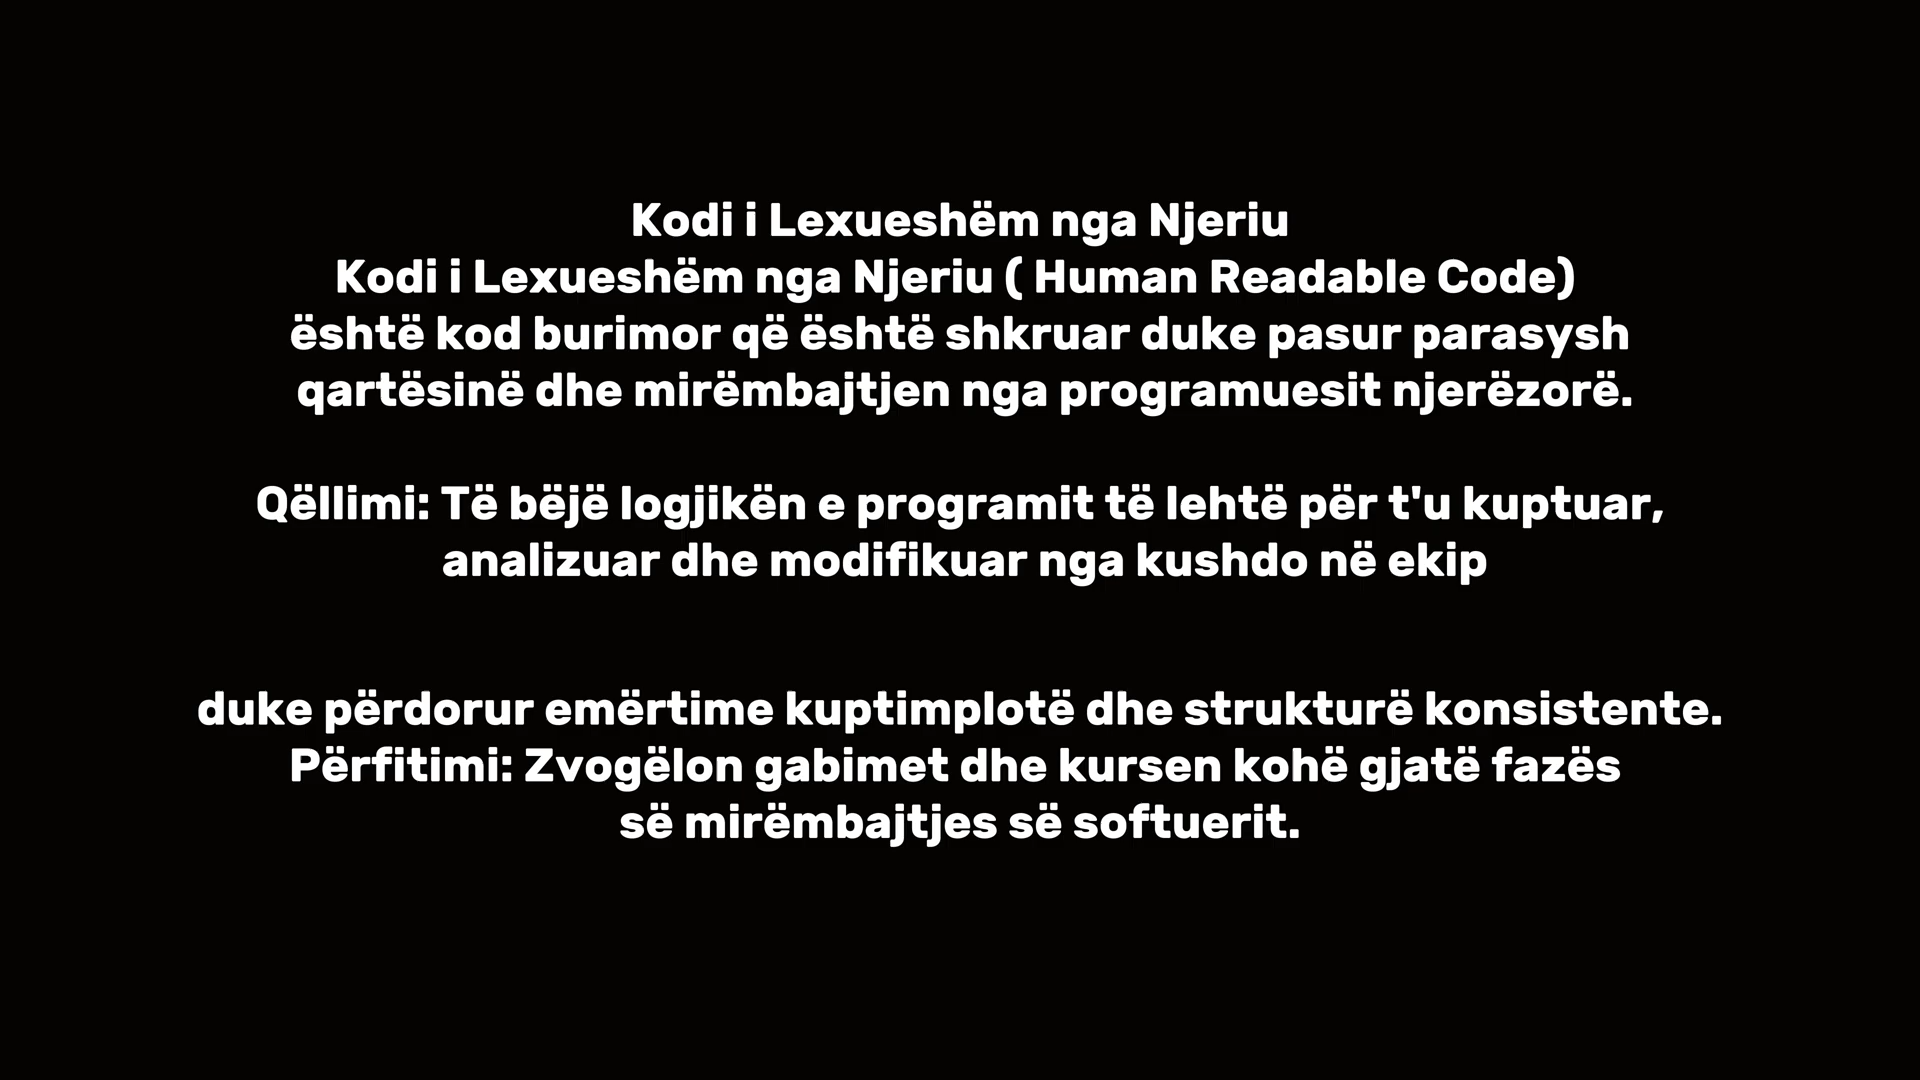 Kodi i Lexueshëm nga Njeriu
Kodi i Lexueshëm nga Njeriu ( Human Readable Code)
është kod burimor që është shkruar duke pasur parasysh
qartësinë dhe mirëmbajtjen nga programuesit njerëzorë.
Qëllimi: Të bëjë logjikën e programit të lehtë për t'u kuptuar,
analizuar dhe modifikuar nga kushdo në ekip
duke përdorur emërtime kuptimplotë dhe strukturë konsistente.
Përfitimi: Zvogëlon gabimet dhe kursen kohë gjatë fazës
së mirëmbajtjes së softuerit.